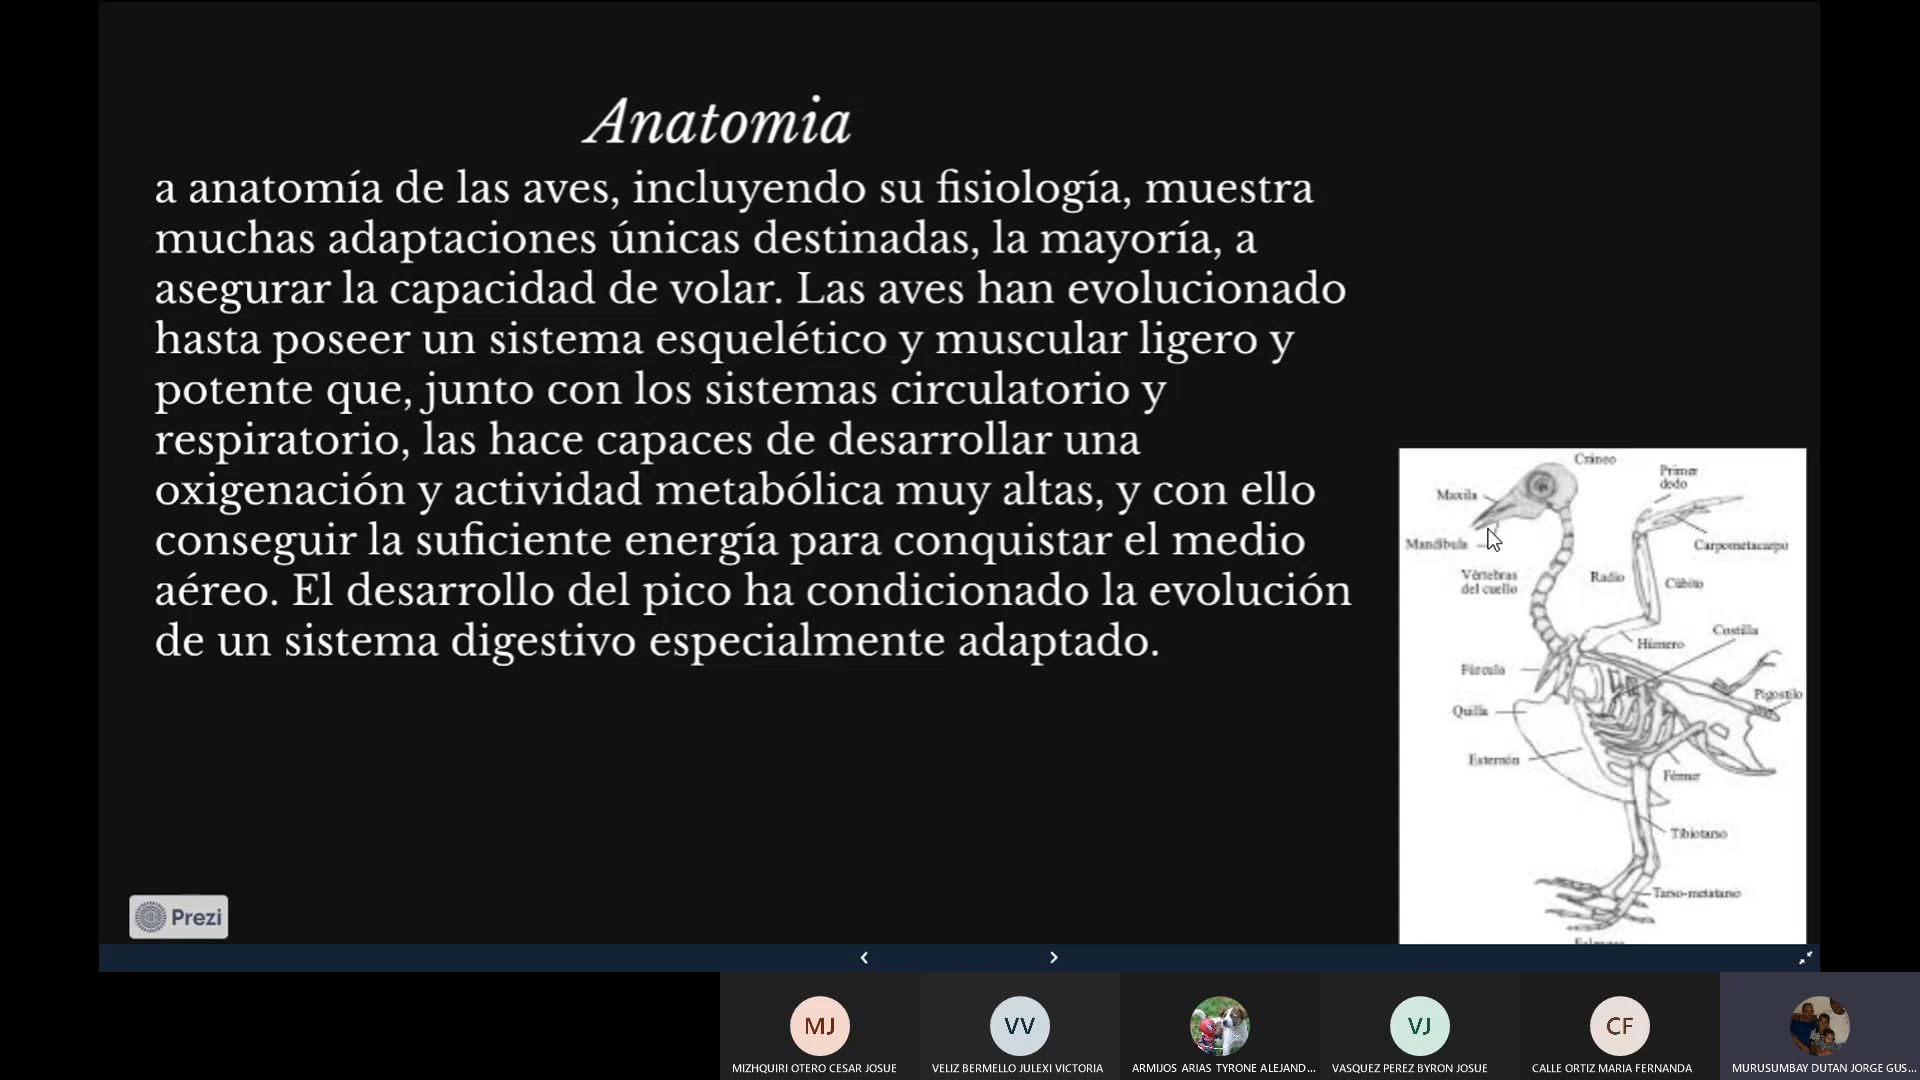 Anatomia
a anatomía de las aves, incluyendo su fisiología, muestra
muchas adaptaciones únicas destinadas, la mayoría, a
asegurar la capacidad de volar. Las aves han evolucionado
hasta poseer un sistema esquelético y muscular ligero y
potente que, junto con los sistemas circulatorio y
respiratorio, las hace capaces de desarrollar una
oxigenación y actividad metabólica muy altas, y con ello
conseguir la suficiente energía para conquistar el medio
aéreo. El desarrollo del pico ha condicionado la evolución
de un sistema digestivo especialmente adaptado.
Cráneo
Primer
dedo
Maxila
Mandíbula
Carpometacarpo
Vértebras
del cuello
Radio
Cúbito
Costilla
Húmero
Fúrcula
Pigostilo
Quilla
Esternón
Fémur
Tibiotarso
Tarso-metatarso
Prezi
MJ
VV
VJ
CF
MIZHQUIRI OTERO CESAR JOSUE
VELIZ BERMELLO JULEXI VICTORIA
ARMIJOS ARIAS TYRONE ALEJAND...
VASQUEZ PEREZ BYRON JOSUE
CALLE ORTIZ MARIA FERNANDA
MURUSUMBAY DUTAN JORGE GUS...